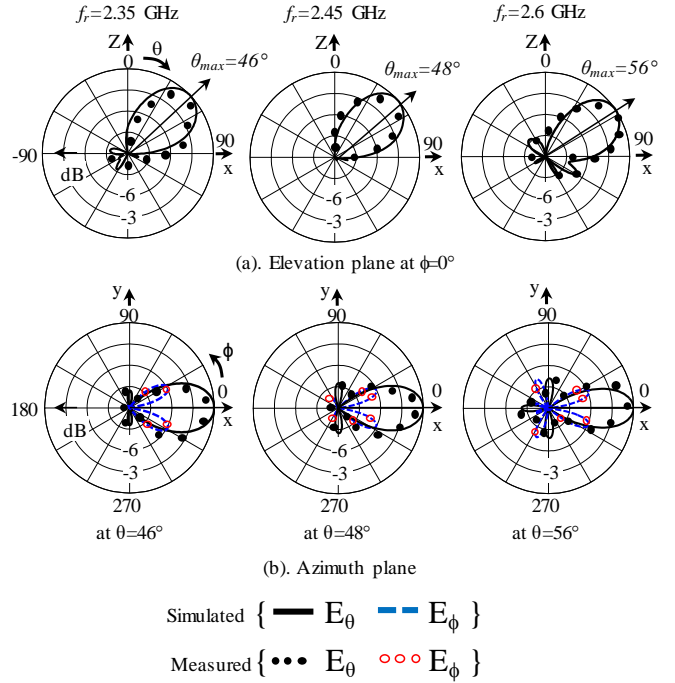 fr=2.35 GHz fr=2.45 GHz fr=2.6 GHz
Z θ θmax=46° Z θmax=48° Z θmax=56°
0 0 0
-90 dB 90 x 90 x 90 x
-6 -6 -6
-3 -3 -3
(a). Elevation plane at ϕ=0°
y y y
90 90 90
ϕ
180 dB 0 x 0 x 0 x
dB
-6 -6 -6
-3 -3 -3
270 270 270
at θ=46° at θ=48° at θ=56°
(b). Azimuth plane
Simulated { Eθ Eϕ }
Measured { Eθ Eϕ }